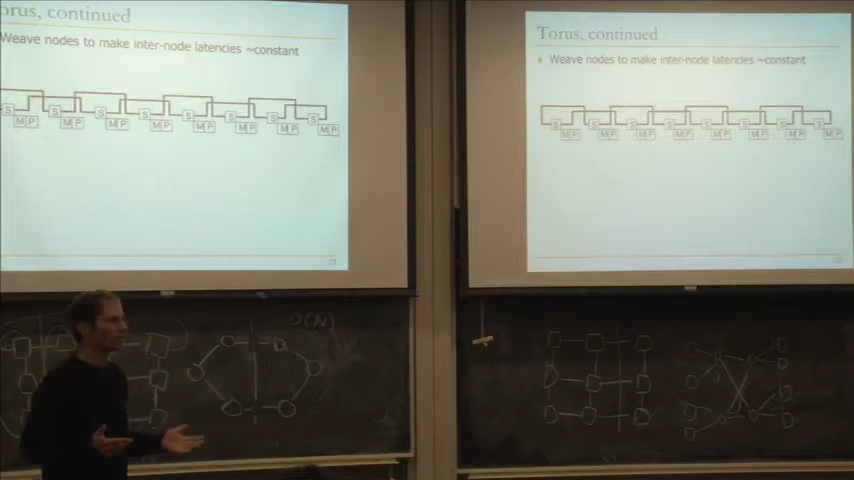 orus, continued
Weave nodes to make inter-node latencies ~constant
S S S S S S S S
M P M P M P M P M P M P M P M P
Torus, continued
Weave nodes to make inter-node latencies ~constant
S S S S S S S S
M P M P M P M P M P M P M P M P